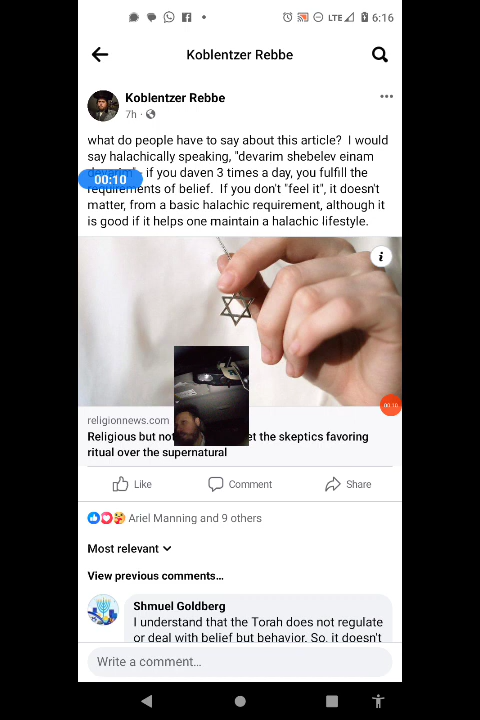 LTE 6:16
Koblentzer Rebbe
Koblentzer Rebbe
7h
what do people have to say about this article? I would
say halachically speaking, "devarim shebelev einam
00:10 - if you daven 3 times a day, you fulfill the
requirements of belief. If you don't "feel it", it doesn't
matter, from a basic halachic requirement, although it
is good if it helps one maintain a halachic lifestyle.
i
religionnews.com
Religious but not et the skeptics favoring
ritual over the supernatural
Like Comment Share
Ariel Manning and 9 others
Most relevant
View previous comments...
Shmuel Goldberg
I understand that the Torah does not regulate
or deal with belief but behavior. So, it doesn't
Write a comment...